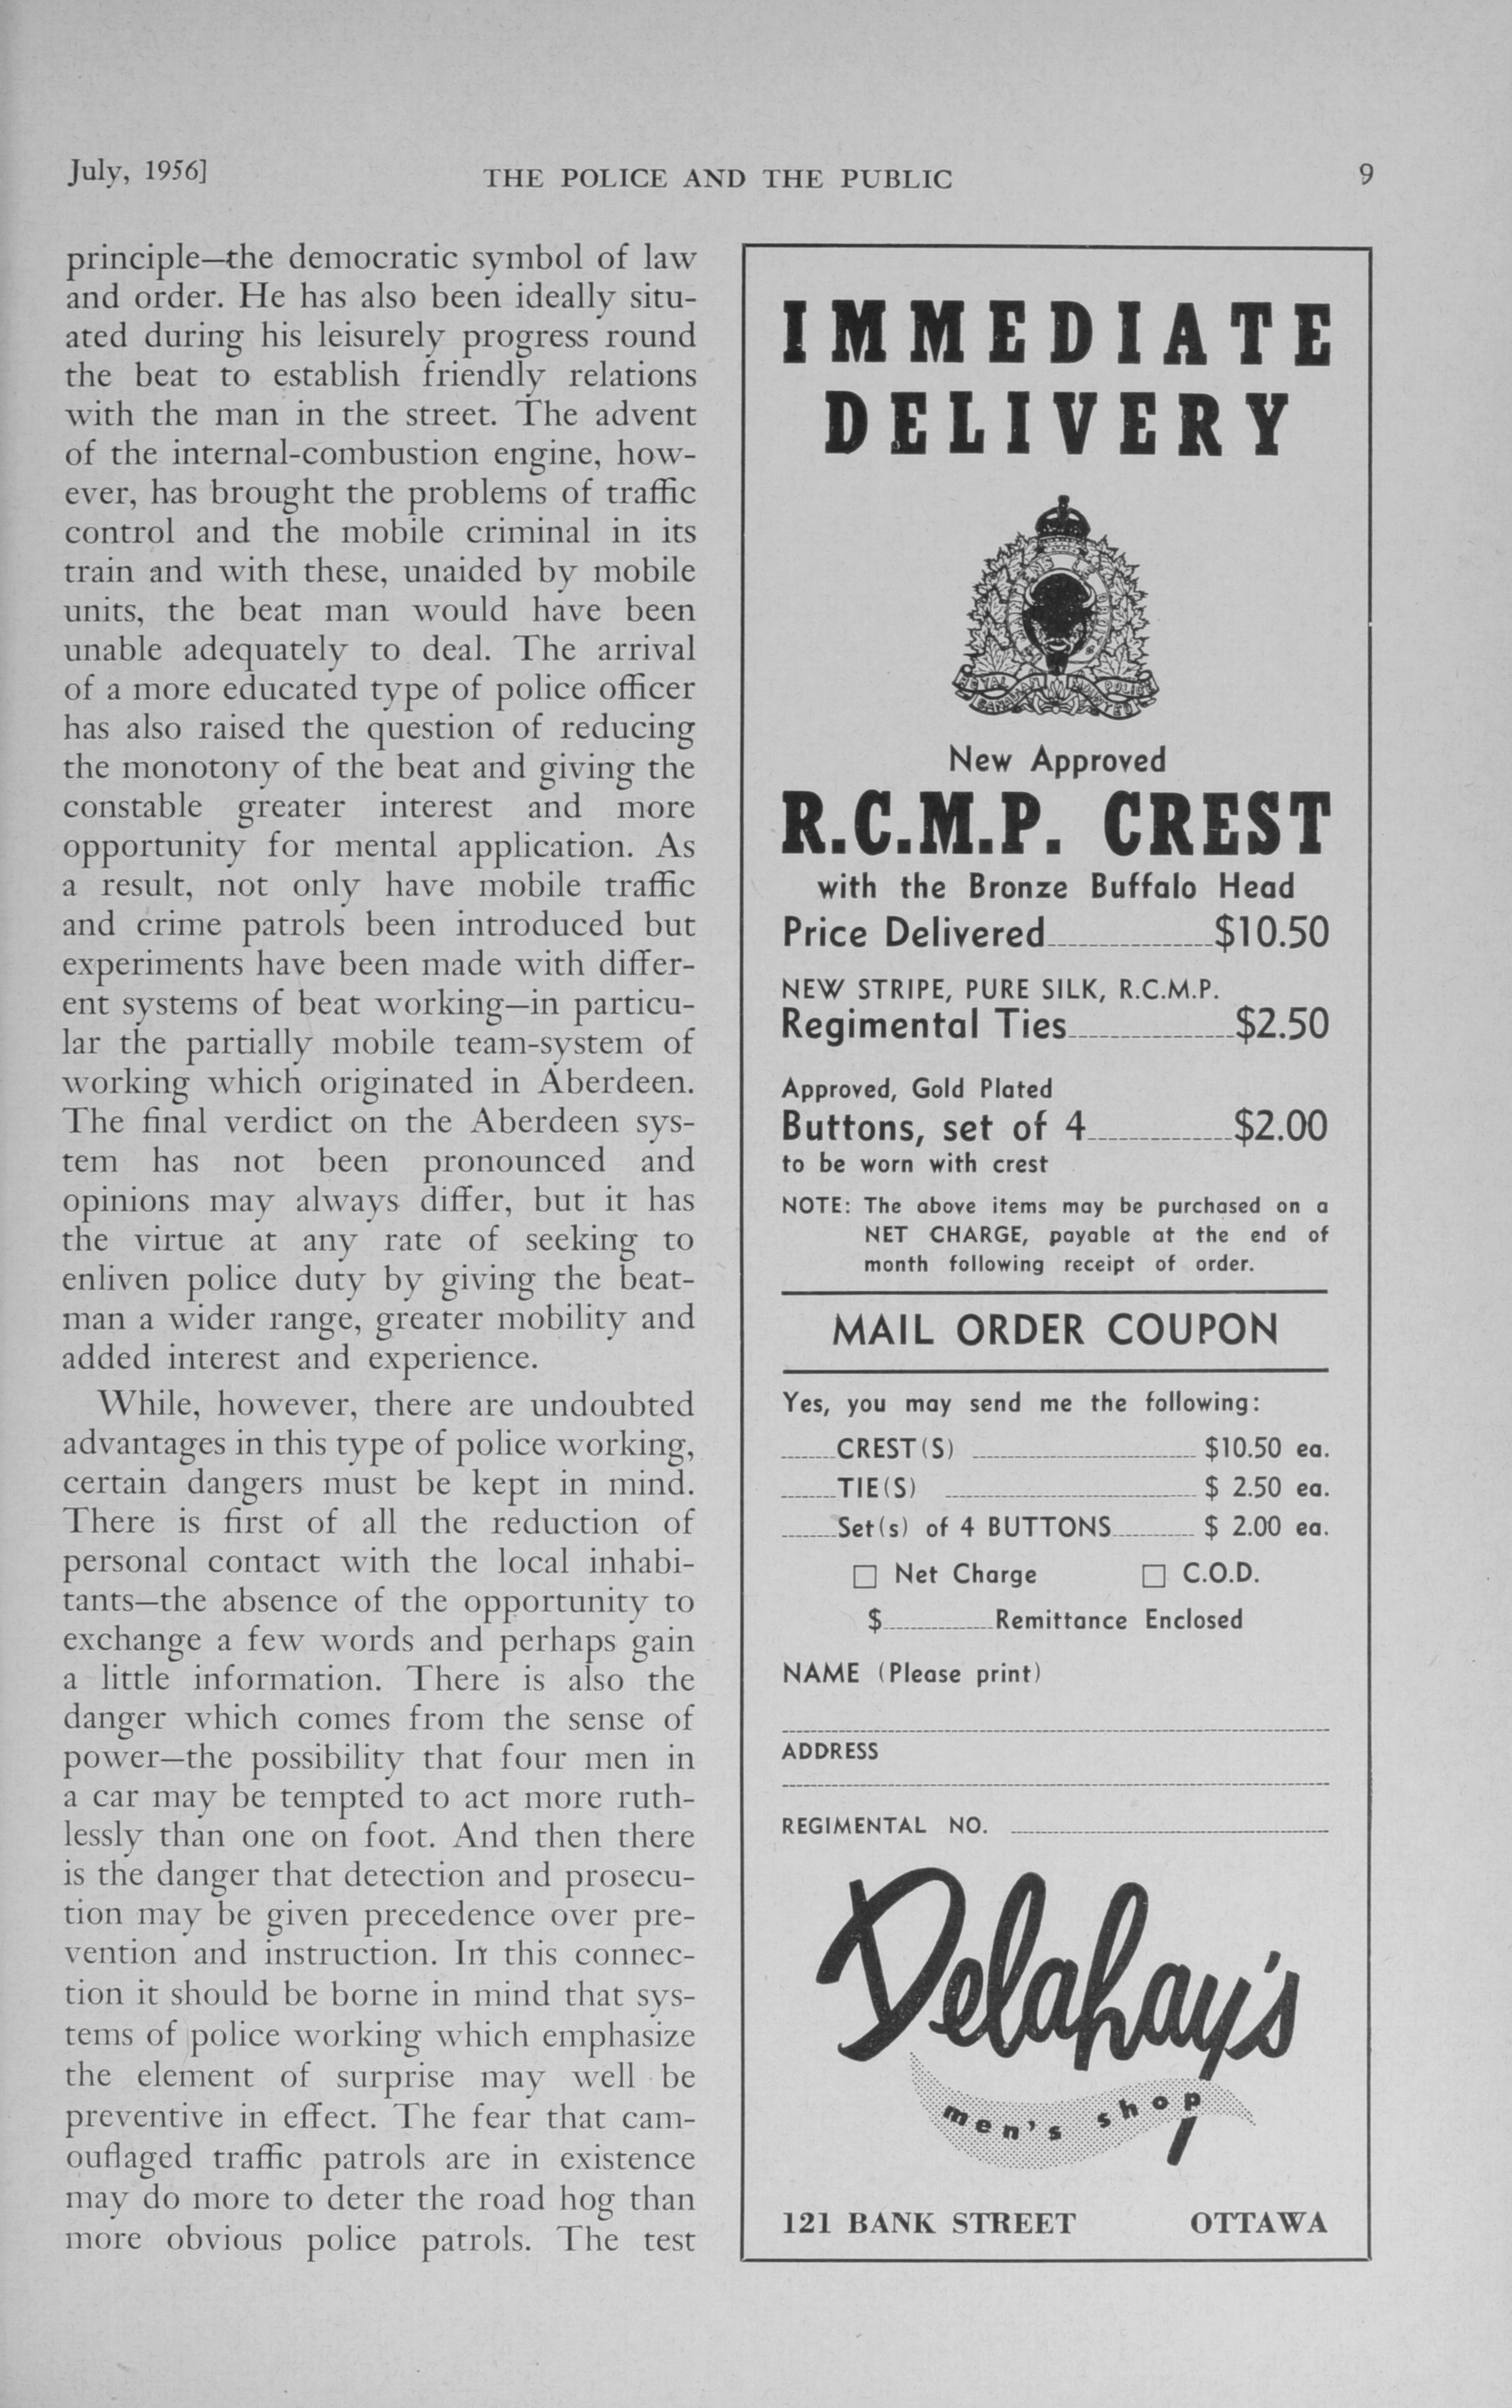 July, 1956]
THE POLICE AND THE PUBLIC
9
principle—the democratic symbol of law
and order. He has also been ideally situ-
ated during his leisurely progress round
the beat to establish friendly relations
with the man in the street. The advent
of the internal-combustion engine, how-
ever, has brought the problems of traffic
control and the mobile criminal in its
train and with these, unaided by mobile
units, the beat man would have been
unable adequately to deal. The arrival
of a more educated type of police officer
has also raised the question of reducing
the monotony of the beat and giving the
constable greater interest and more
opportunity for mental application. As
a result, not only have mobile traffic
and crime patrols been introduced but
experiments have been made with differ-
ent systems of beat working—in particu-
lar the partially mobile team-system of
working which originated in Aberdeen.
The final verdict on the Aberdeen sys-
tem has not been pronounced and
opinions may always differ, but it has
the virtue at any rate of seeking to
enliven police duty by giving the beat-
man a wider range, greater mobility and
added interest and experience.
While, however, there are undoubted
advantages in this type of police working,
certain dangers must be kept in mind.
There is first of all the reduction of
personal contact with the local inhabi-
tants—the absence of the opportunity to
exchange a few words and perhaps gain
a little information. There is also the
danger which comes from the sense of
power—the possibility that four men in
a car may be tempted to act more ruth-
lessly than one on foot. And then there
is the danger that detection and prosecu-
tion may be given precedence over pre-
vention and instruction. In this connec-
tion it should be borne in mind that sys-
tems of police working which emphasize
the element of surprise may well be
preventive in effect. The fear that cam-
ouflaged traffic patrols are in existence
may do more to deter the road hog than
more obvious police patrols. The test
IMMEDIATE
DELIVERY
ROYAL CANADIAN MOUNTED POLICE
New Approved
R.C.M.P. CREST
with the Bronze Buffalo Head
Price Delivered $10.50
NEW STRIPE, PURE SILK, R.C.M.P.
Regimental Ties $2.50
Approved, Gold Plated
Buttons, set of 4 $2.00
to be worn with crest
NOTE: The above items may be purchased on a
NET CHARGE, payable at the end of
month following receipt of order.
MAIL ORDER COUPON
Yes, you may send me the following:
CREST(S) $10.50 ea.
TIE(S) $ 2.50 ea.
Set(s) of 4 BUTTONS $ 2.00 ea.
☐ Net Charge ☐ C.O.D.
$ Remittance Enclosed
NAME (Please print)
ADDRESS
REGIMENTAL NO.
Delahay's
men's shop
121 BANK STREET OTTAWA